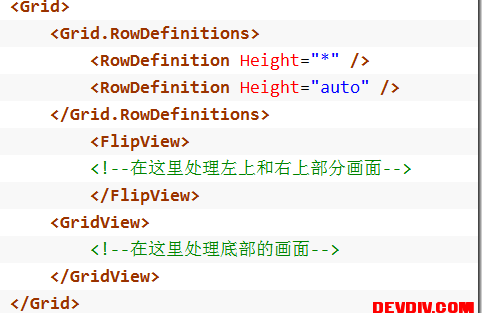 <Grid>
<Grid.RowDefinitions>
<RowDefinition Height="*" />
<RowDefinition Height="auto" />
</Grid.RowDefinitions>
<FlipView>
<!--在这里处理左上和右上部分画面-->
</FlipView>
<GridView>
<!--在这里处理底部的画面-->
</GridView>
</Grid>
DEVDIV.COM